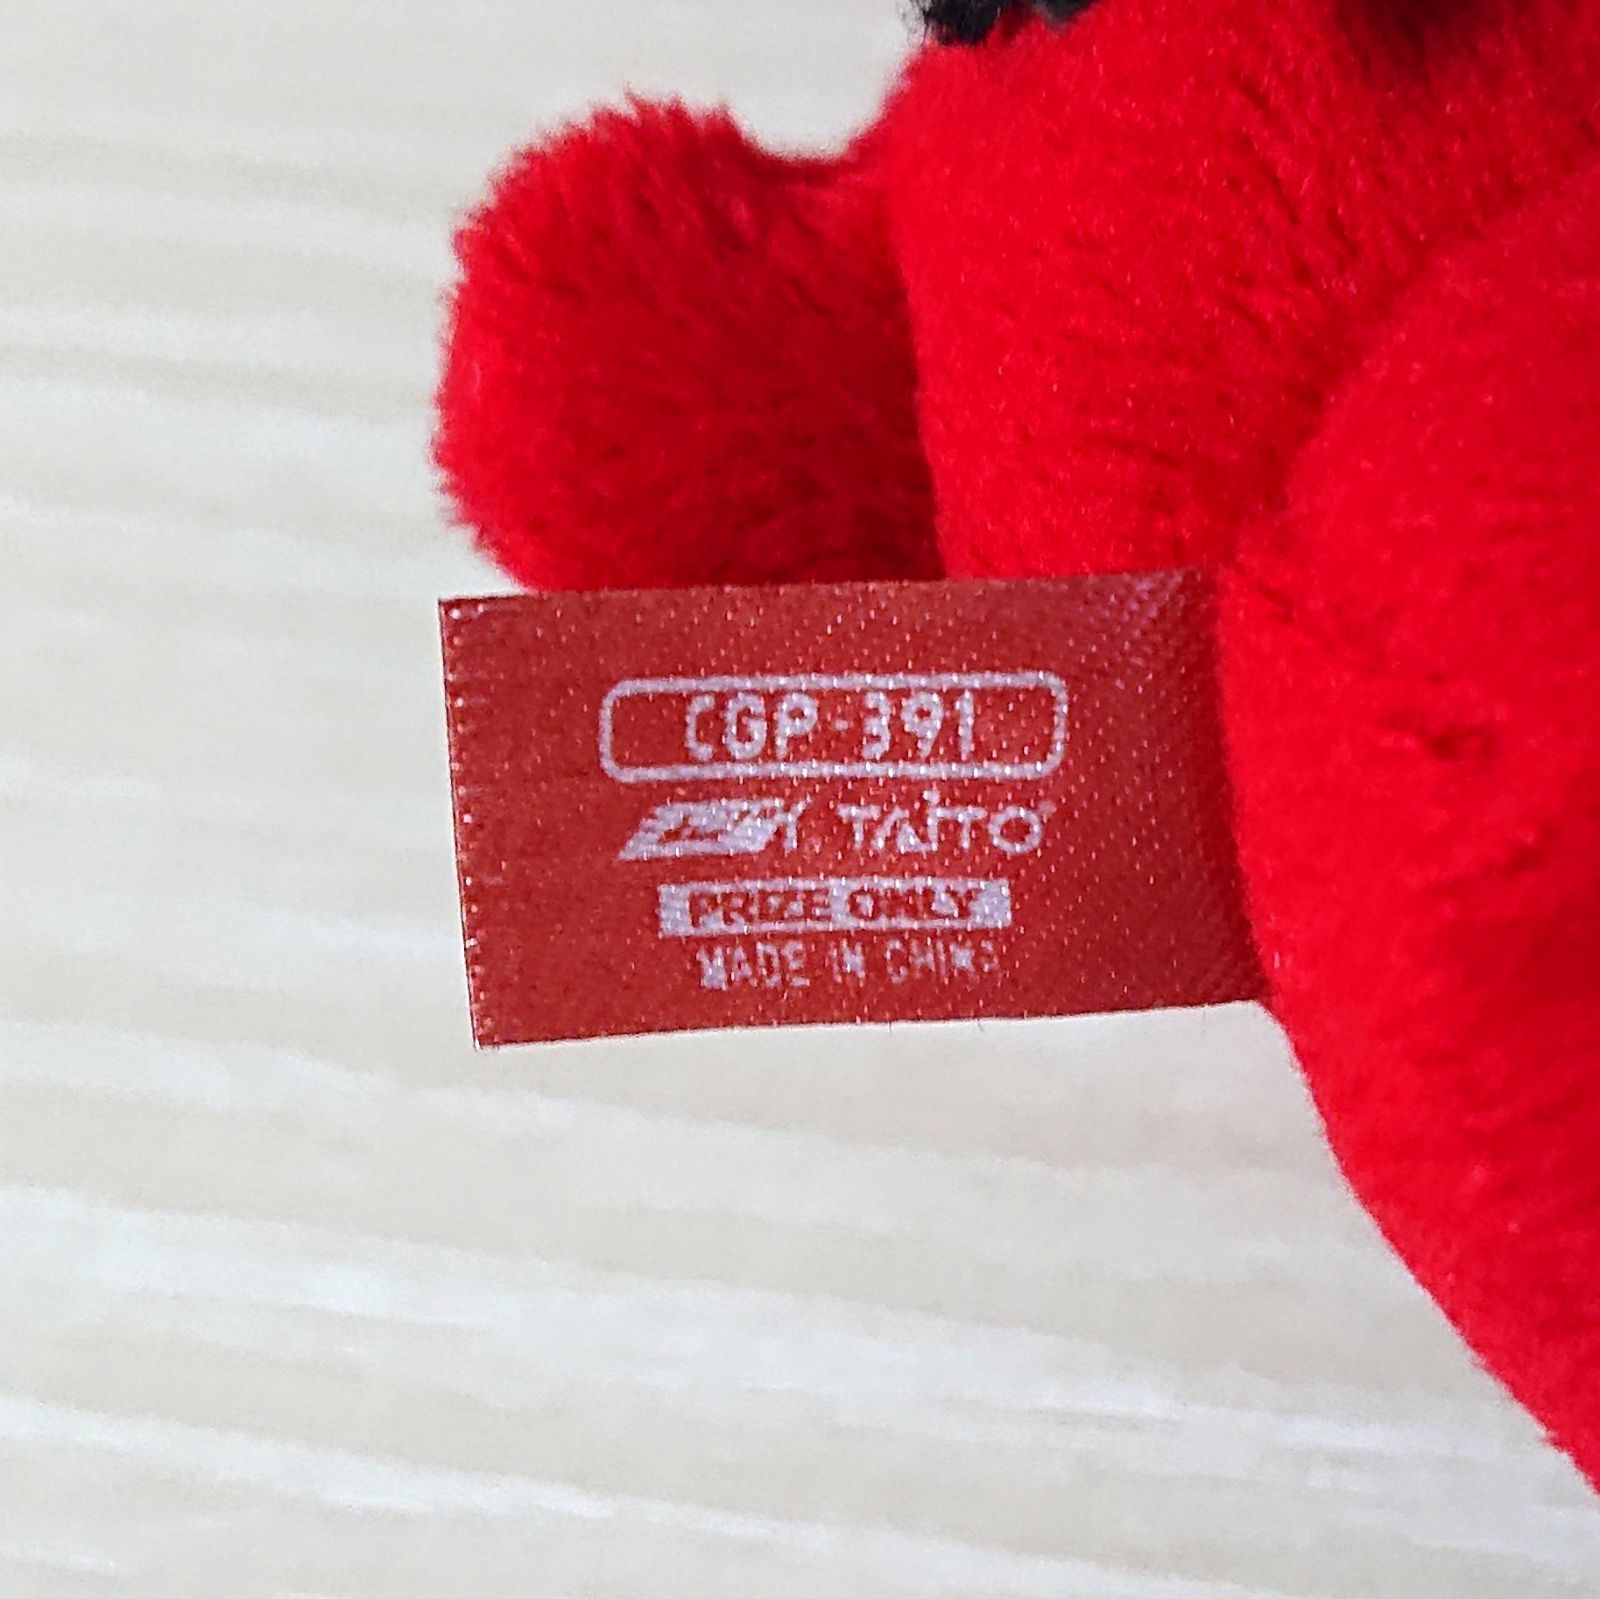 CGP-391
TAITO
PRIZE ONLY
MADE IN CHINA